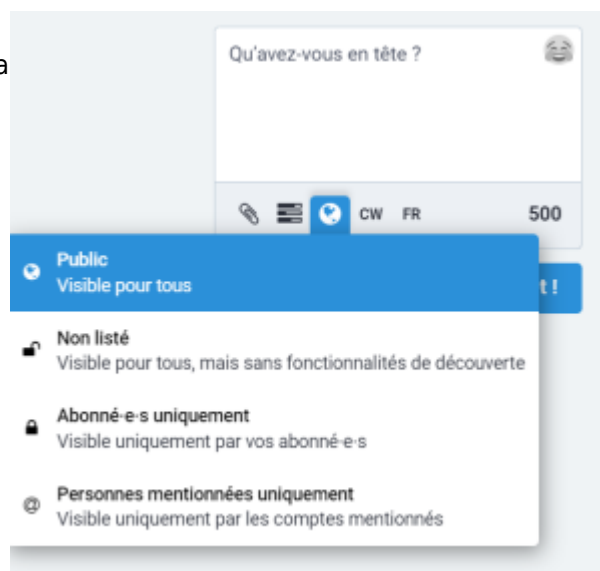 a
Qu'avez-vous en tête ?
CW FR 500
Public
Visible pour tous
t !
Non listé
Visible pour tous, mais sans fonctionnalités de découverte
Abonné·e·s uniquement
Visible uniquement par vos abonné·e·s
@ Personnes mentionnées uniquement
Visible uniquement par les comptes mentionnés